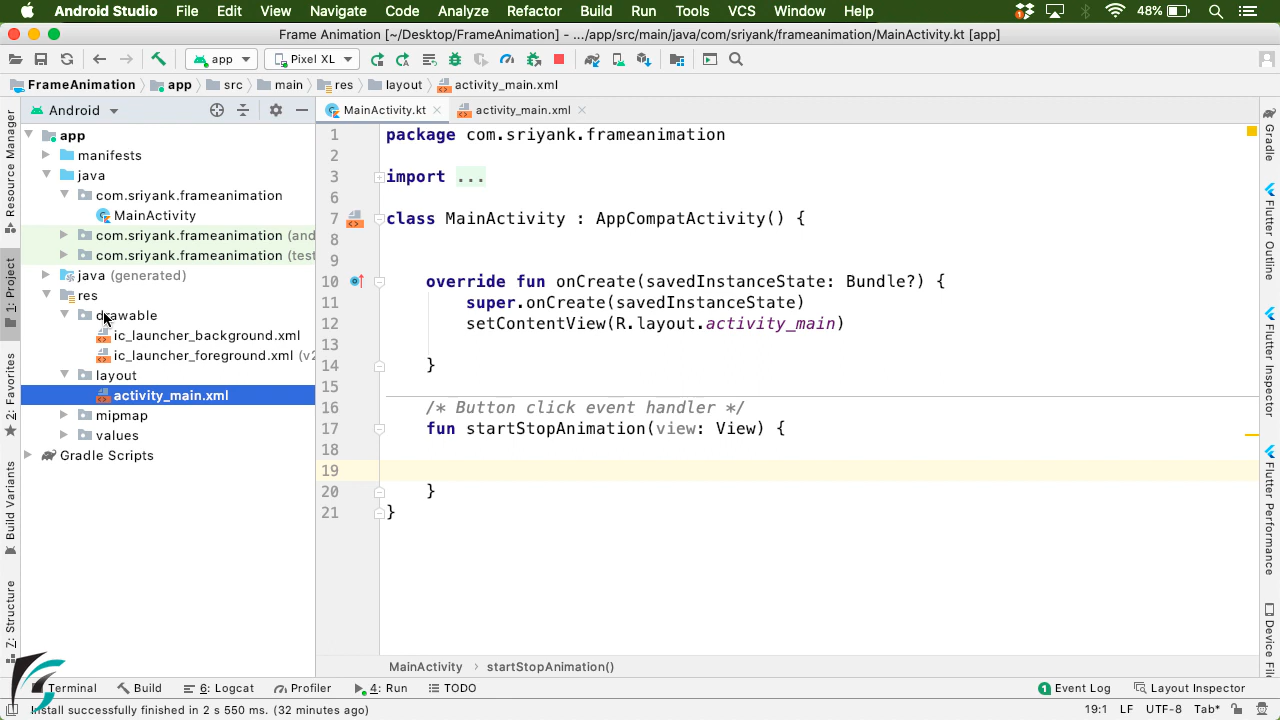 Android Studio File Edit View Navigate Code Analyze Refactor Build Run Tools VCS Window Help 48%
Frame Animation [~/Desktop/FrameAnimation] - .../app/src/main/java/com/sriyank/frameanimation/MainActivity.kt [app]
app Pixel XL
FrameAnimation app src main res layout activity_main.xml
Android
MainActivity.kt activity_main.xml
app
manifests
java
com.sriyank.frameanimation
MainActivity
com.sriyank.frameanimation (and
com.sriyank.frameanimation (test
java (generated)
res
drawable
ic_launcher_background.xml
ic_launcher_foreground.xml (v2
layout
activity_main.xml
mipmap
values
Gradle Scripts
1 package com.sriyank.frameanimation
2
3 import ...
6
7 class MainActivity : AppCompatActivity() {
8
9
10 override fun onCreate(savedInstanceState: Bundle?) {
11 super.onCreate(savedInstanceState)
12 setContentView(R.layout.activity_main)
13
14 }
15
16 /* Button click event handler */
17 fun startStopAnimation(view: View) {
18
19
20 }
21 }
MainActivity › startStopAnimation()
Resource Manager
1: Project
2: Favorites
Build Variants
Z: Structure
Gradle
Flutter Outline
Flutter Inspector
Flutter Performance
Device Fil
Terminal Build 6: Logcat Profiler 4: Run TODO 1 Event Log Layout Inspector
Install successfully finished in 2 s 550 ms. (32 minutes ago) 19:1 LF UTF-8 Tab*